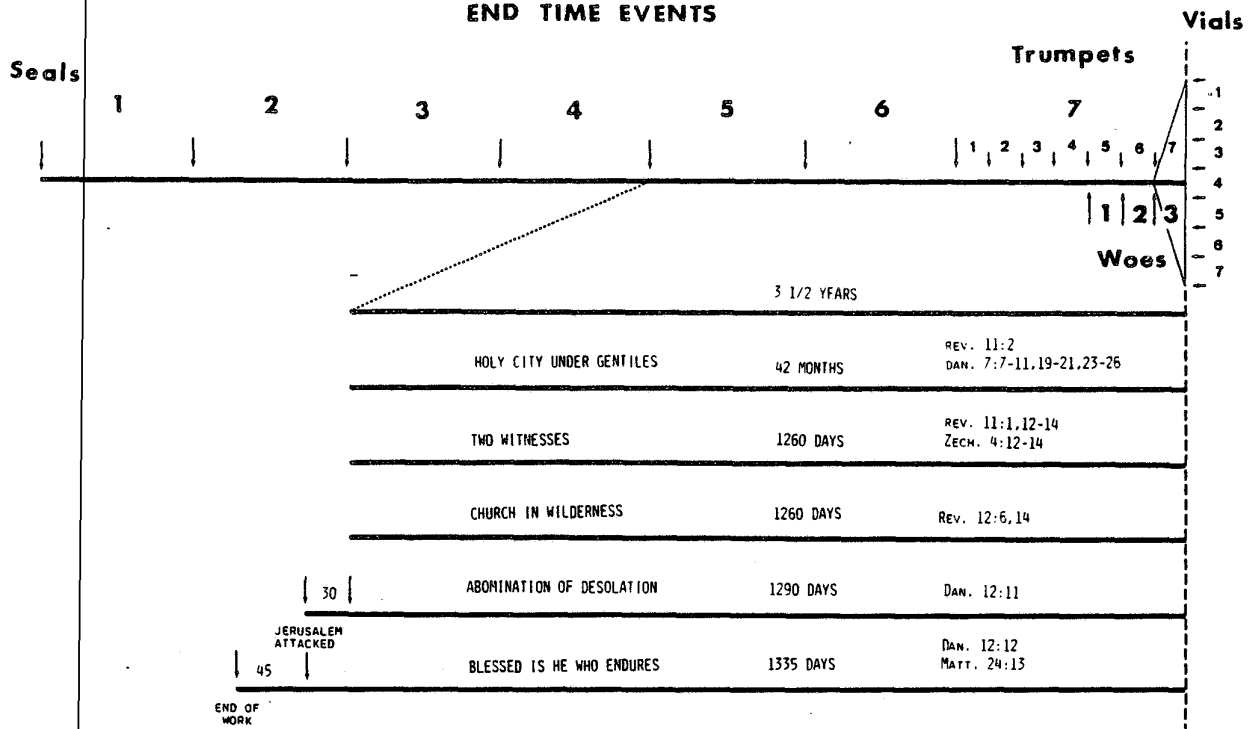 END TIME EVENTS
Vials
Trumpets
Seals
1 2 3 4 5 6 7
1 2 3 4 5 6 7
1
2
3
4
5
6
7
1 2 3
Woes
3 1/2 YEARS
HOLY CITY UNDER GENTILES 42 MONTHS REV. 11:2
DAN. 7:7-11,19-21,23-26
TWO WITNESSES 1260 DAYS REV. 11:1,12-14
ZECH. 4:12-14
CHURCH IN WILDERNESS 1260 DAYS REV. 12:6,14
30 ABOMINATION OF DESOLATION 1290 DAYS DAN. 12:11
JERUSALEM
ATTACKED
45 BLESSED IS HE WHO ENDURES 1335 DAYS DAN. 12:12
MATT. 24:13
END OF
WORK